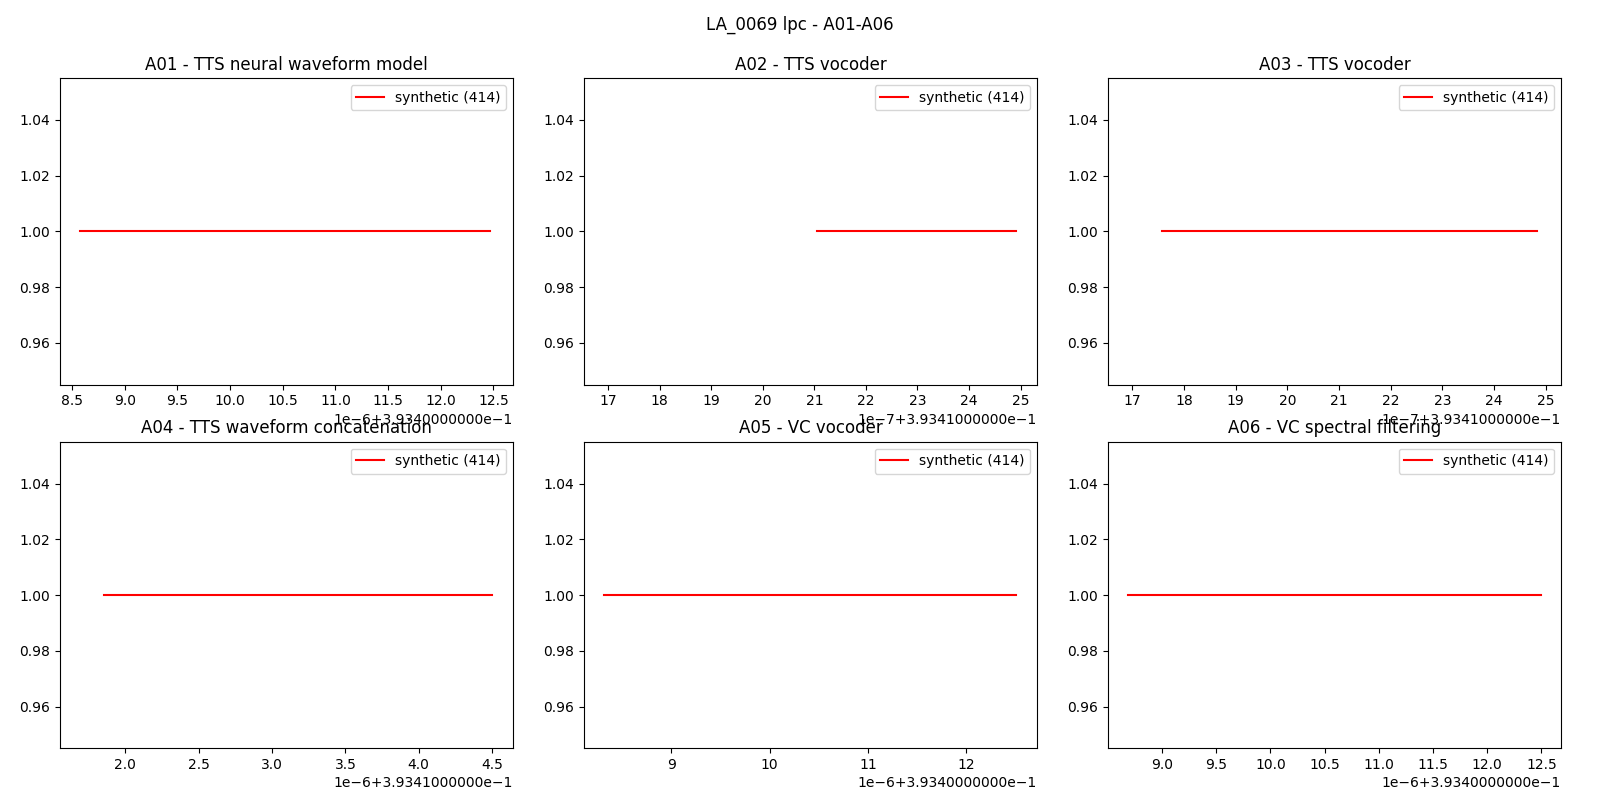 LA_0069 lpc - A01-A06
A01 - TTS neural waveform model
A02 - TTS vocoder
A03 - TTS vocoder
synthetic (414)
synthetic (414)
synthetic (414)
1.04
1.02
1.00
0.98
0.96
1.04
1.02
1.00
0.98
0.96
1.04
1.02
1.00
0.98
0.96
8.5 9.0 9.5 10.0 10.5 11.0 11.5 12.0 12.5
17 18 19 20 21 22 23 24 25
17 18 19 20 21 22 23 24 25
1e−6+3.9340000000e−1
1e−7+3.9341000000e−1
1e−7+3.9341000000e−1
A04 - TTS waveform concatenation
A05 - VC vocoder
A06 - VC spectral filtering
synthetic (414)
synthetic (414)
synthetic (414)
1.04
1.02
1.00
0.98
0.96
1.04
1.02
1.00
0.98
0.96
1.04
1.02
1.00
0.98
0.96
2.0 2.5 3.0 3.5 4.0 4.5
9 10 11 12
9.0 9.5 10.0 10.5 11.0 11.5 12.0 12.5
1e−6+3.9341000000e−1
1e−6+3.9340000000e−1
1e−6+3.9340000000e−1